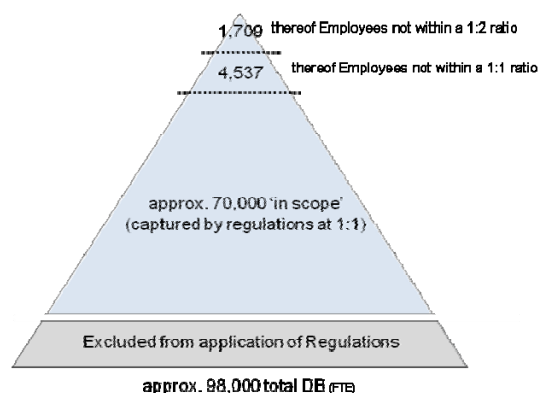 1,709 thereof Employees not within a 1:2 ratio
4,537 thereof Employees not within a 1:1 ratio
approx. 70,000 'in scope'
(captured by regulations at 1:1)
Excluded from application of Regulations
approx. 98,000 total DB (FTE)